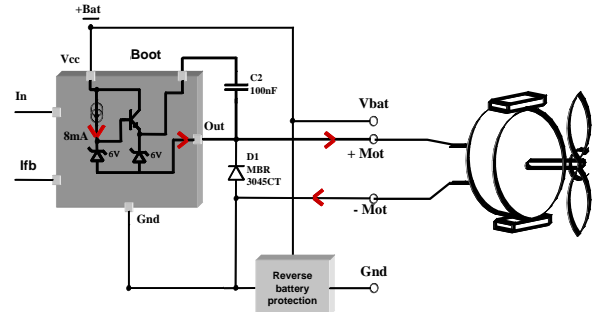 +Bat
Vcc
Boot
C2
100nF
Vbat
In
8mA
6V
6V
Out
+ Mot
D1
MBR
3045CT
Ifb
- Mot
Gnd
Reverse
battery
protection
Gnd